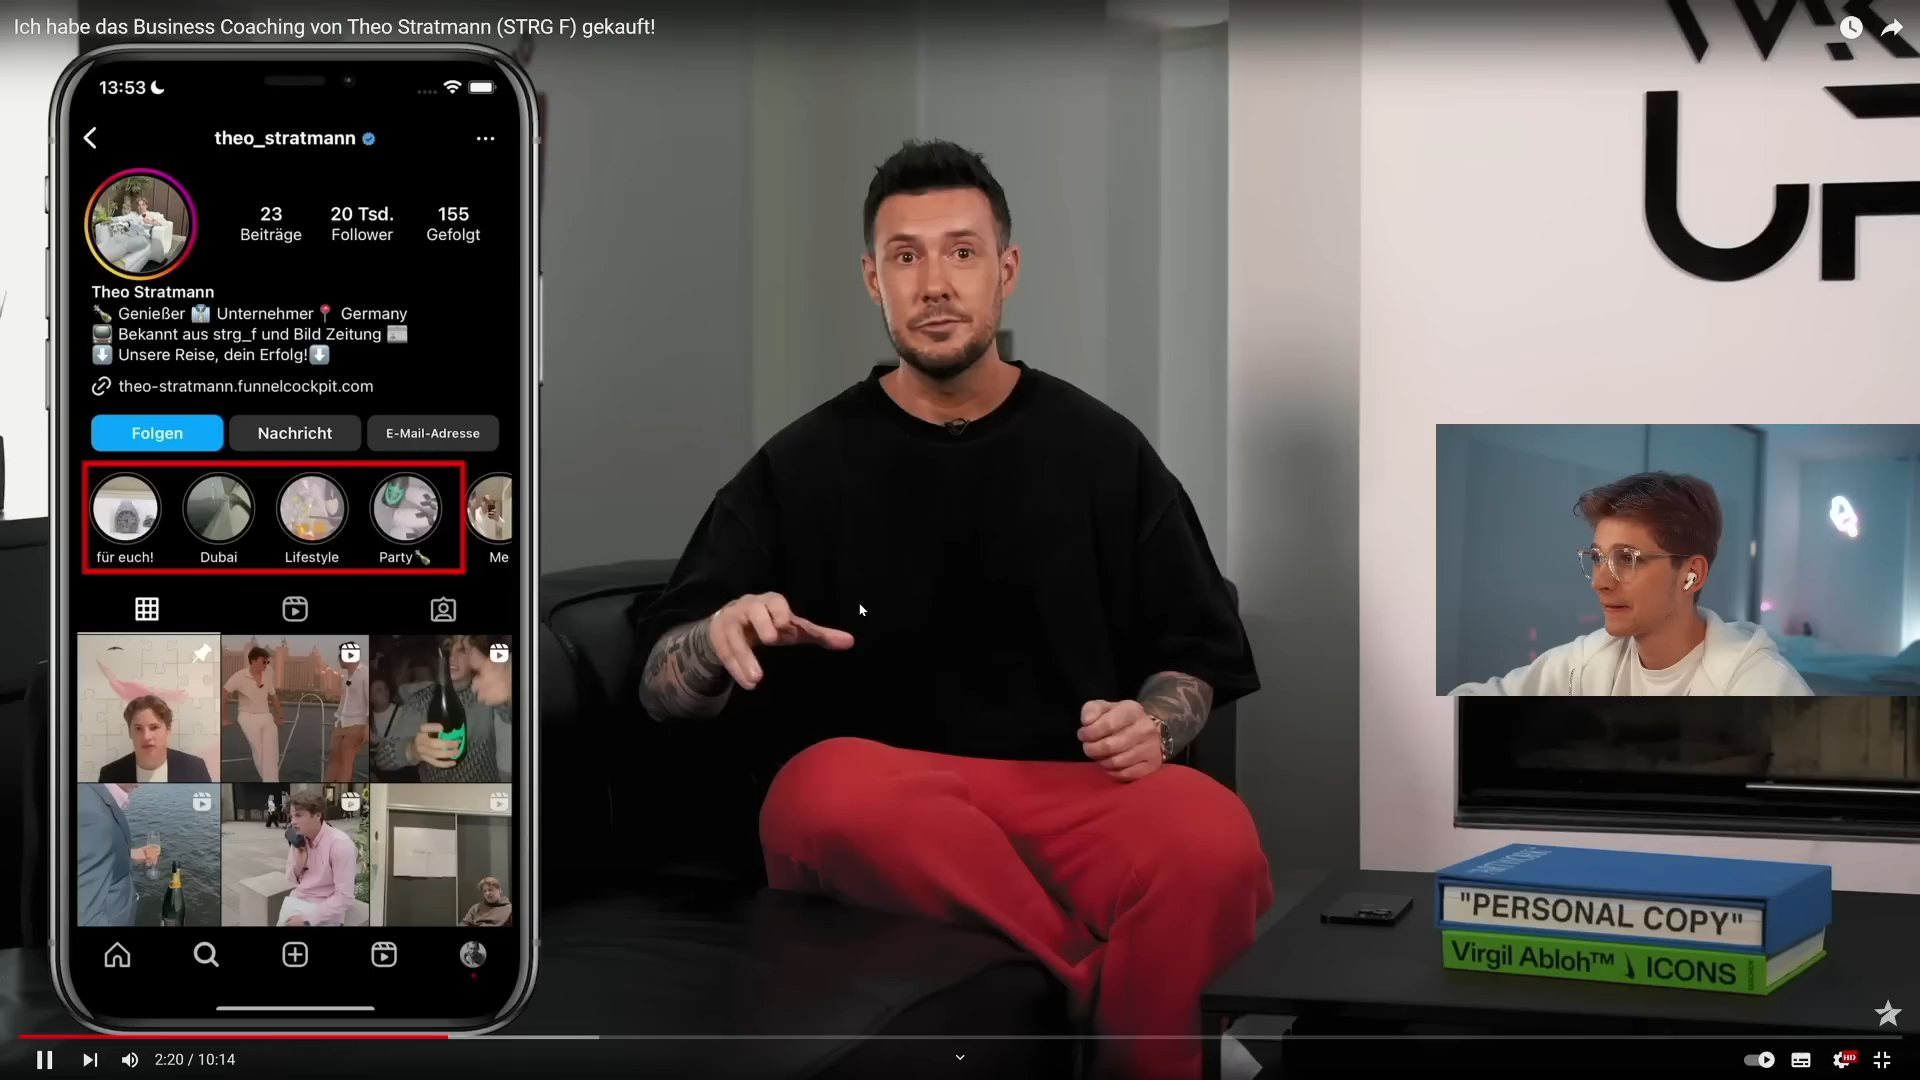 Ich habe das Business Coaching von Theo Stratmann (STRG F) gekauft!
13:53
theo_stratmann
23
20 Tsd.
155
Beiträge
Follower
Gefolgt
Theo Stratmann
Genießer Unternehmer Germany
Bekannt aus strg_f und Bild Zeitung
Unsere Reise, dein Erfolg!
theo-stratmann.funnelcockpit.com
Folgen
Nachricht
E-Mail-Adresse
für euch!
Dubai
Lifestyle
Party
Me
UP
"PERSONAL COPY"
Virgil Abloh™ ICONS
2:20 / 10:14
HD